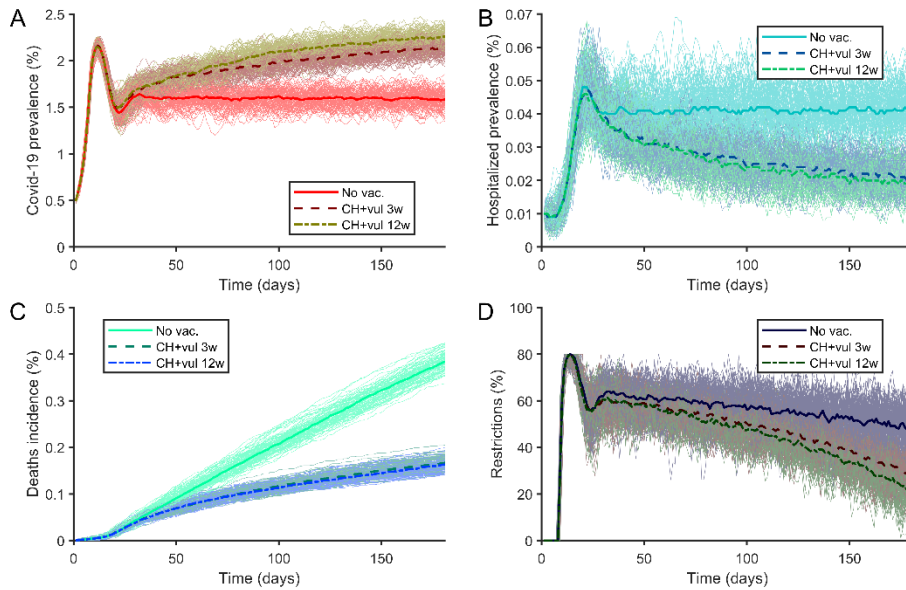 A
Covid-19 prevalence (%)
2.5
2
1.5
1
0.5
0
No vac.
CH+vul 3w
CH+vul 12w
0 50 100 150
Time (days)
B
Hospitalized prevalence (%)
0.07
0.06
0.05
0.04
0.03
0.02
0.01
0
No vac.
CH+vul 3w
CH+vul 12w
0 50 100 150
Time (days)
C
Deaths incidence (%)
0.5
0.4
0.3
0.2
0.1
0
No vac.
CH+vul 3w
CH+vul 12w
0 50 100 150
Time (days)
D
Restrictions (%)
100
80
60
40
20
0
No vac.
CH+vul 3w
CH+vul 12w
0 50 100 150
Time (days)